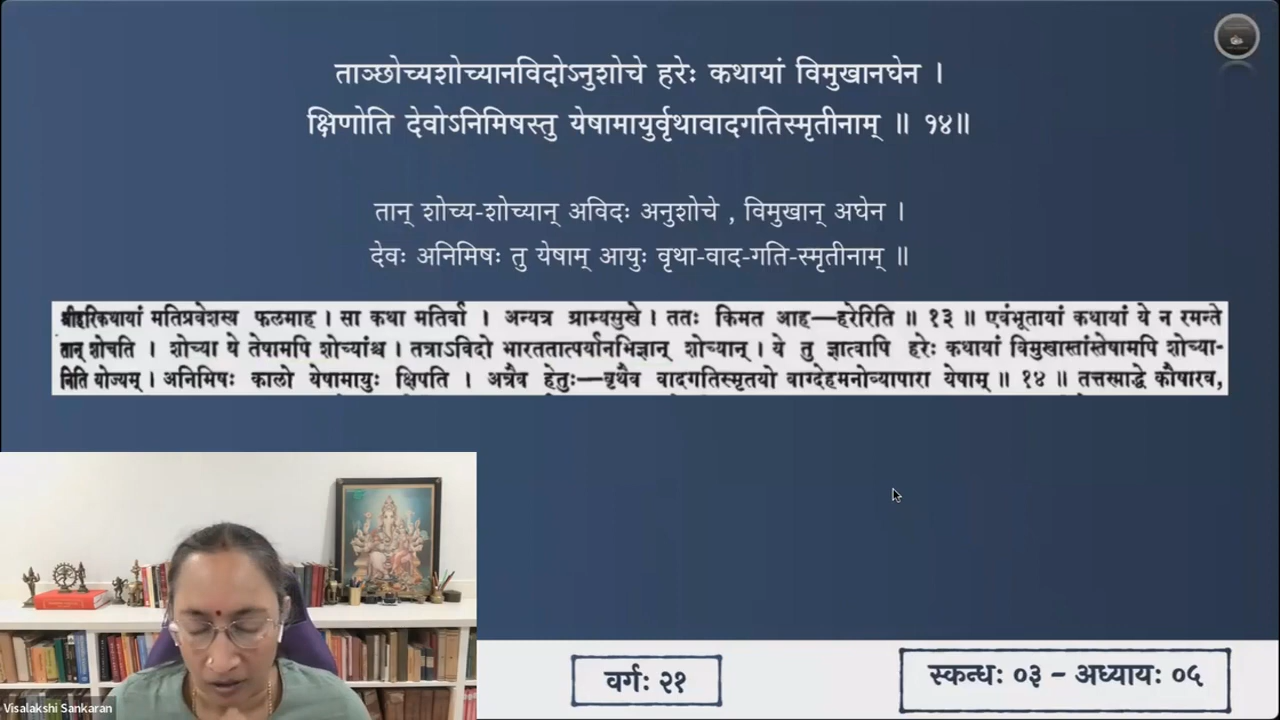 ताञ्छोच्यशोच्यानविदोऽनुशोचे हरेः कथायां विमुखानघेन ।
क्षिणोति देवोऽनिमिषस्तु येषामायुर्वृथावादगतिस्मृतीनाम् ॥ १४॥
तान् शोच्य-शोच्यान् अविदः अनुशोचे , विमुखान् अघेन ।
देवः अनिमिषः तु येषाम् आयुः वृथा-वाद-गति-स्मृतीनाम् ॥
श्रीहरिकथायां मतिप्रवेशस्य फलमाह । सा कथा मतिर्वा । अन्यत्र ग्राम्यसुखे । ततः किमत आह—हरेरिति ॥ १३ ॥ एवंभूतायां कथायां ये न रमन्ते
तान् शोचति । शोच्या ये तेषामपि शोच्यांश्च । तत्राऽविदो भारततात्पर्यानभिज्ञान् शोच्यान् । ये तु ज्ञात्वापि हरेः कथायां विमुखास्तांस्तेषामपि शोच्या-
निति योज्यम् । अनिमिषः कालो येषामायुः क्षिपति । अत्रैव हेतुः—वृथैव वादगतिस्मृतयो वाग्देहमनोव्यापारा येषाम् ॥ १४ ॥ तत्तस्माद्धे कौषारव,
Visalakshi Sankaran
वर्गः २१
स्कन्धः ०३ – अध्यायः ०५